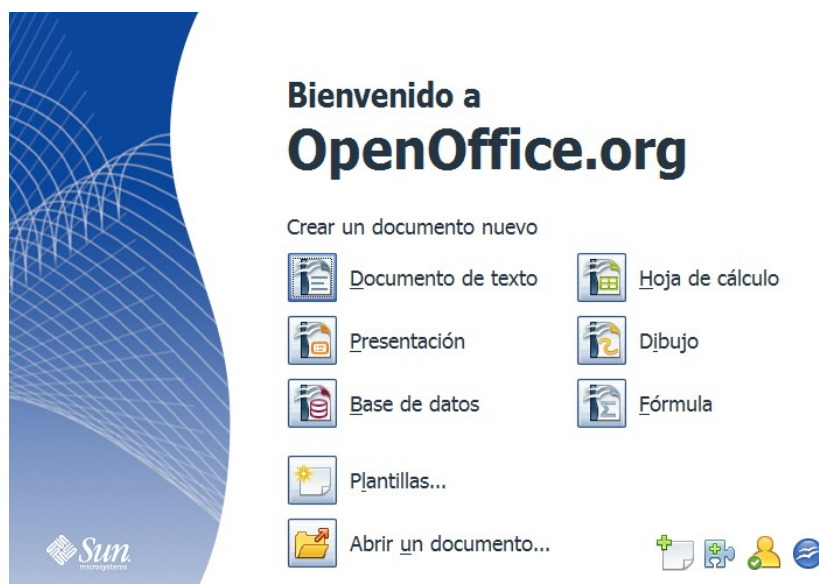 Bienvenido a
OpenOffice.org
Crear un documento nuevo
Documento de texto
Hoja de cálculo
Presentación
Dibujo
Base de datos
Fórmula
Plantillas...
Abrir un documento...
Sun
microsystems